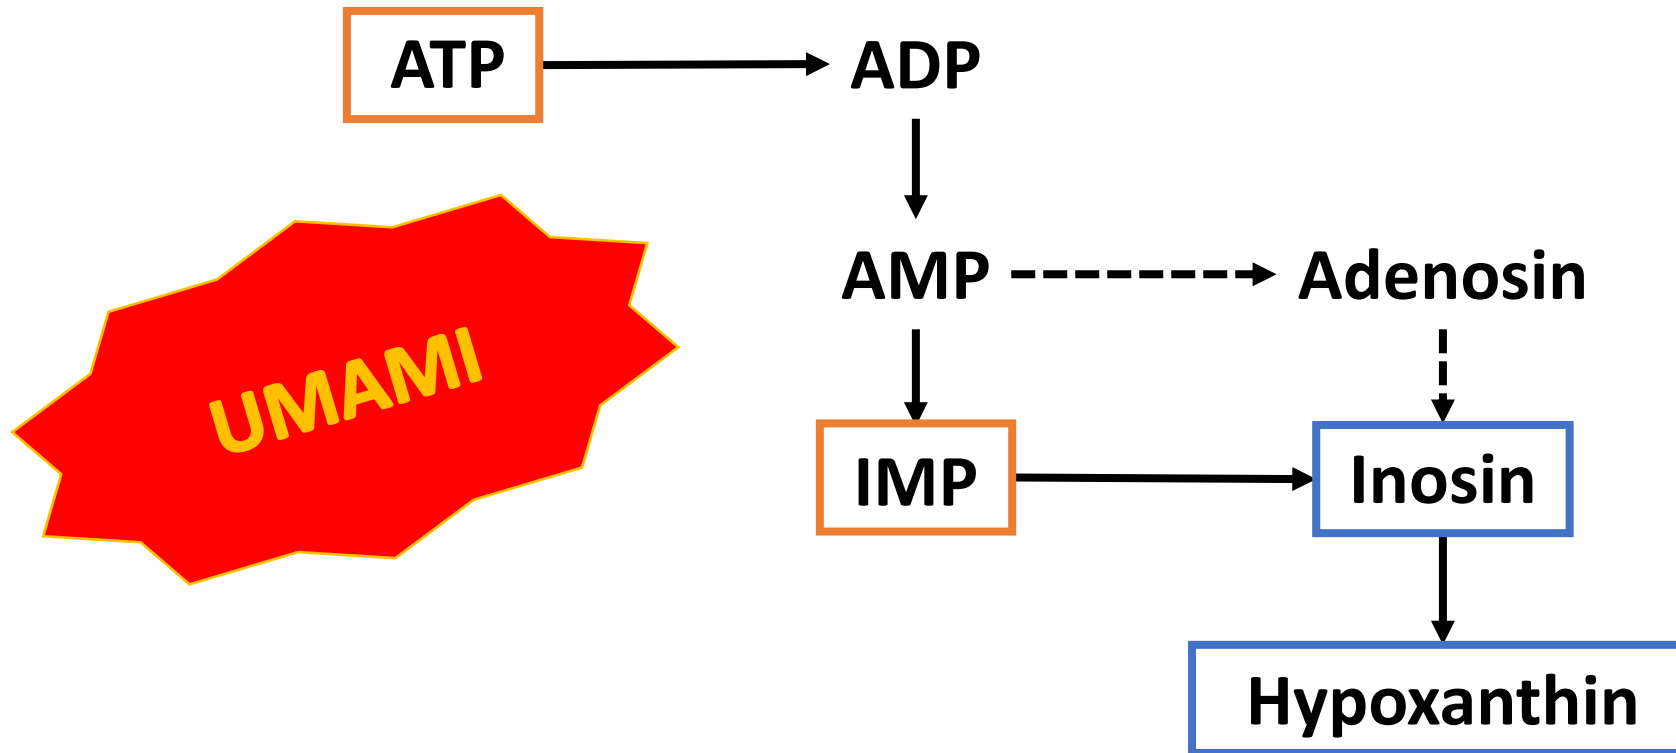 ATP
ADP
UMAMI
AMP
Adenosin
IMP
Inosin
Hypoxanthin